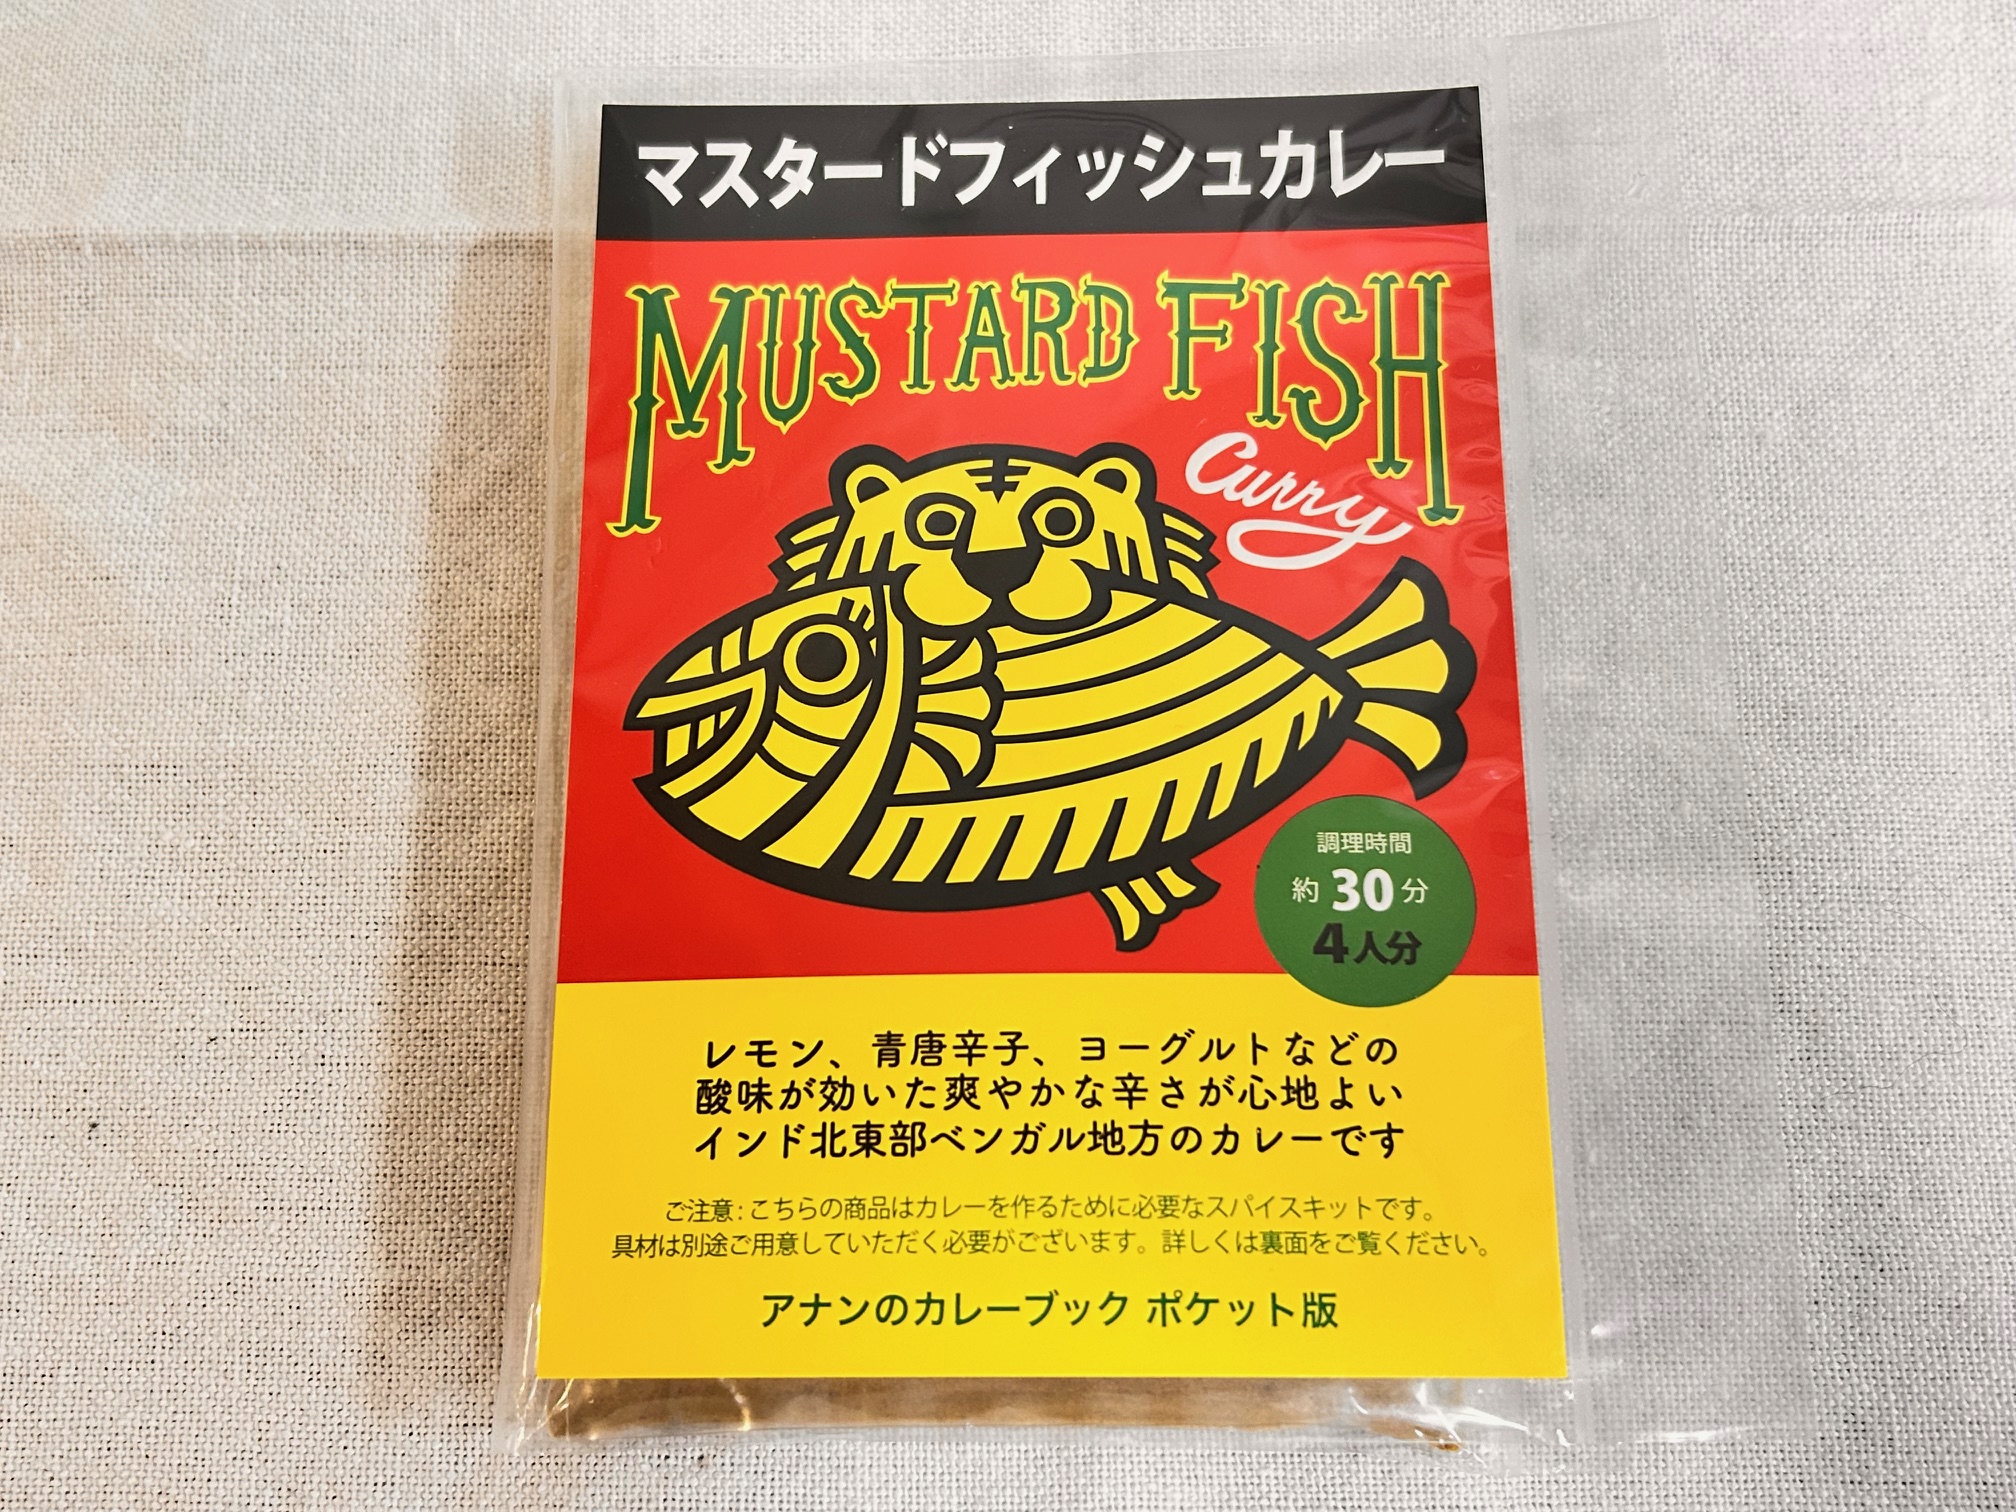 マスタードフィッシュカレー
MUSTARD FISH
Curry
調理時間
約30分
4人分
レモン、青唐辛子、ヨーグルトなどの
酸味が効いた爽やかな辛さが心地よい
インド北東部ベンガル地方のカレーです
ご注意：こちらの商品はカレーを作るために必要なスパイスキットです。
具材は別途ご用意していただく必要がございます。詳しくは裏面をご覧ください。
アナンのカレーブック ポケット版